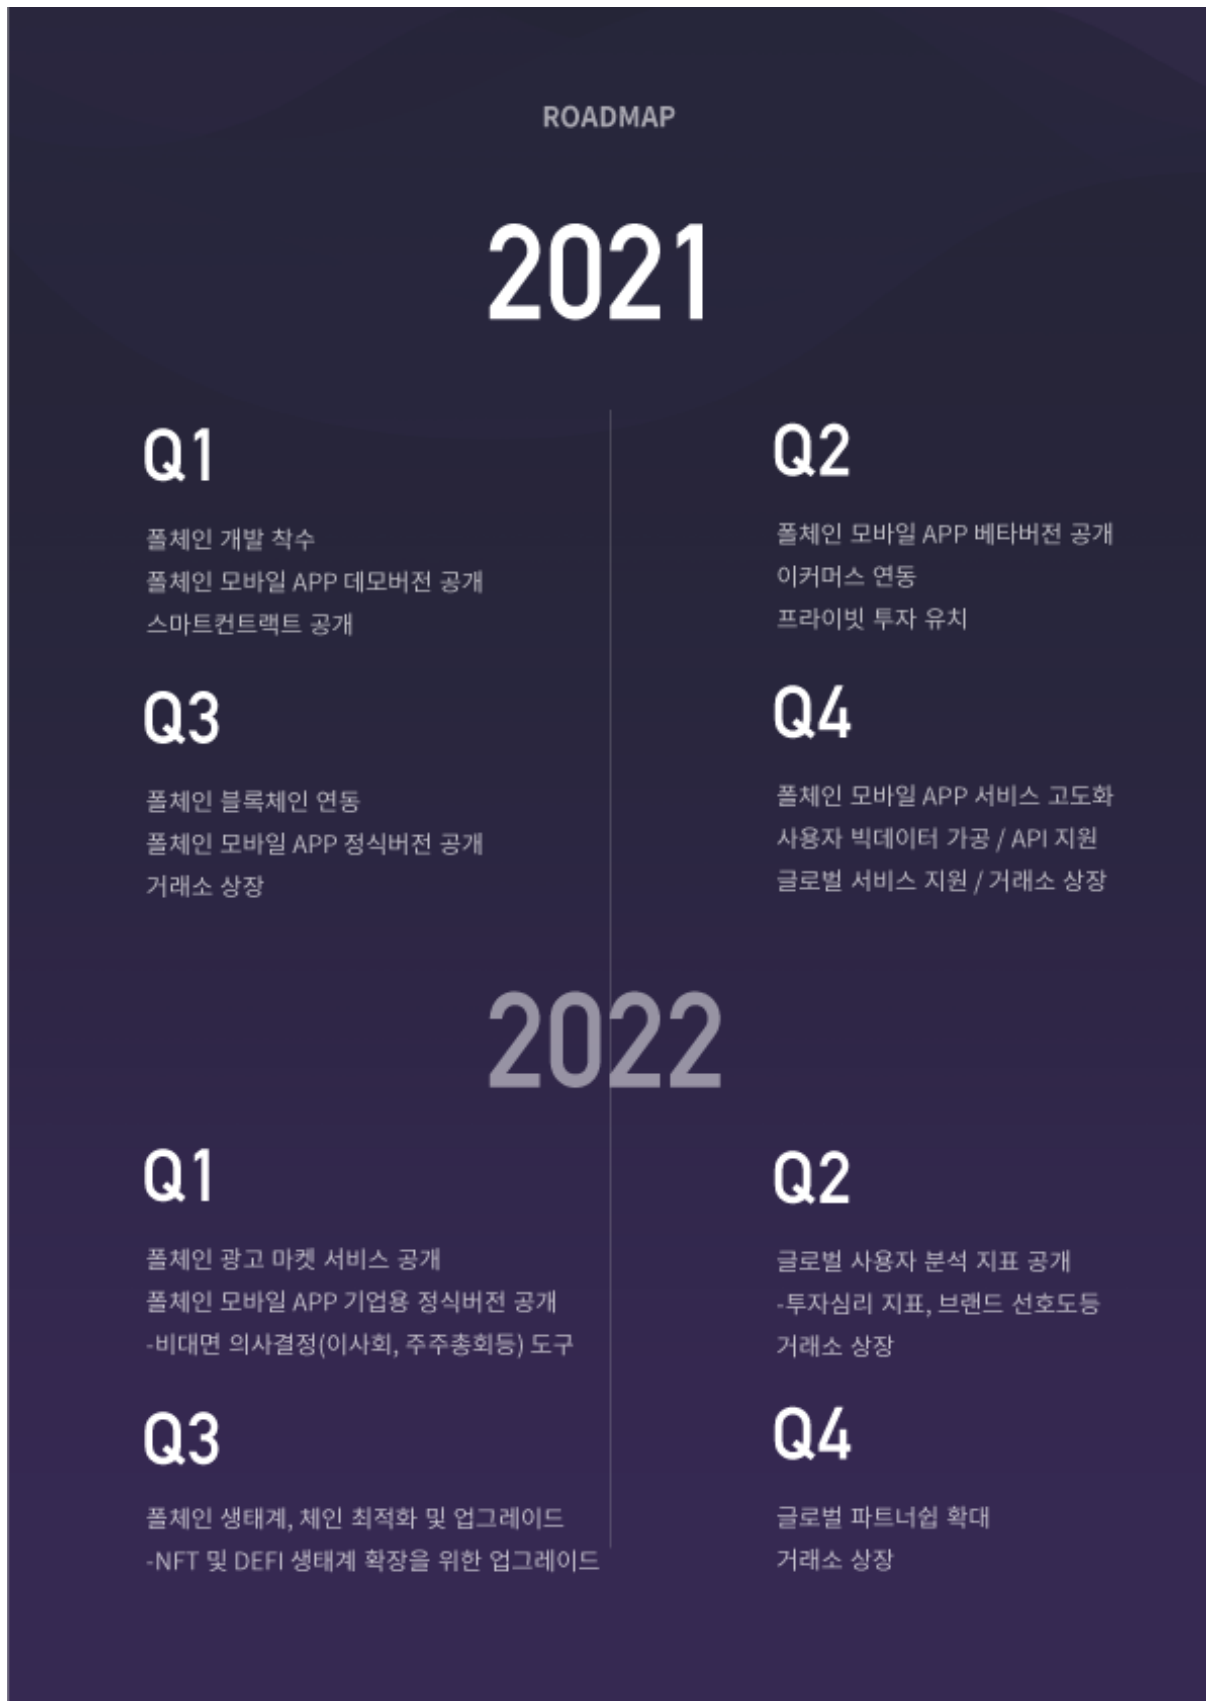 ROADMAP
2021
Q1
폴체인 개발 착수
폴체인 모바일 APP 데모버전 공개
스마트컨트랙트 공개
Q2
폴체인 모바일 APP 베타버전 공개
이커머스 연동
프라이빗 투자 유치
Q3
폴체인 블록체인 연동
폴체인 모바일 APP 정식버전 공개
거래소 상장
Q4
폴체인 모바일 APP 서비스 고도화
사용자 빅데이터 가공 / API 지원
글로벌 서비스 지원 / 거래소 상장
2022
Q1
폴체인 광고 마켓 서비스 공개
폴체인 모바일 APP 기업용 정식버전 공개
-비대면 의사결정(이사회, 주주총회등) 도구
Q2
글로벌 사용자 분석 지표 공개
-투자심리 지표, 브랜드 선호도등
거래소 상장
Q3
폴체인 생태계, 체인 최적화 및 업그레이드
-NFT 및 DEFI 생태계 확장을 위한 업그레이드
Q4
글로벌 파트너쉽 확대
거래소 상장